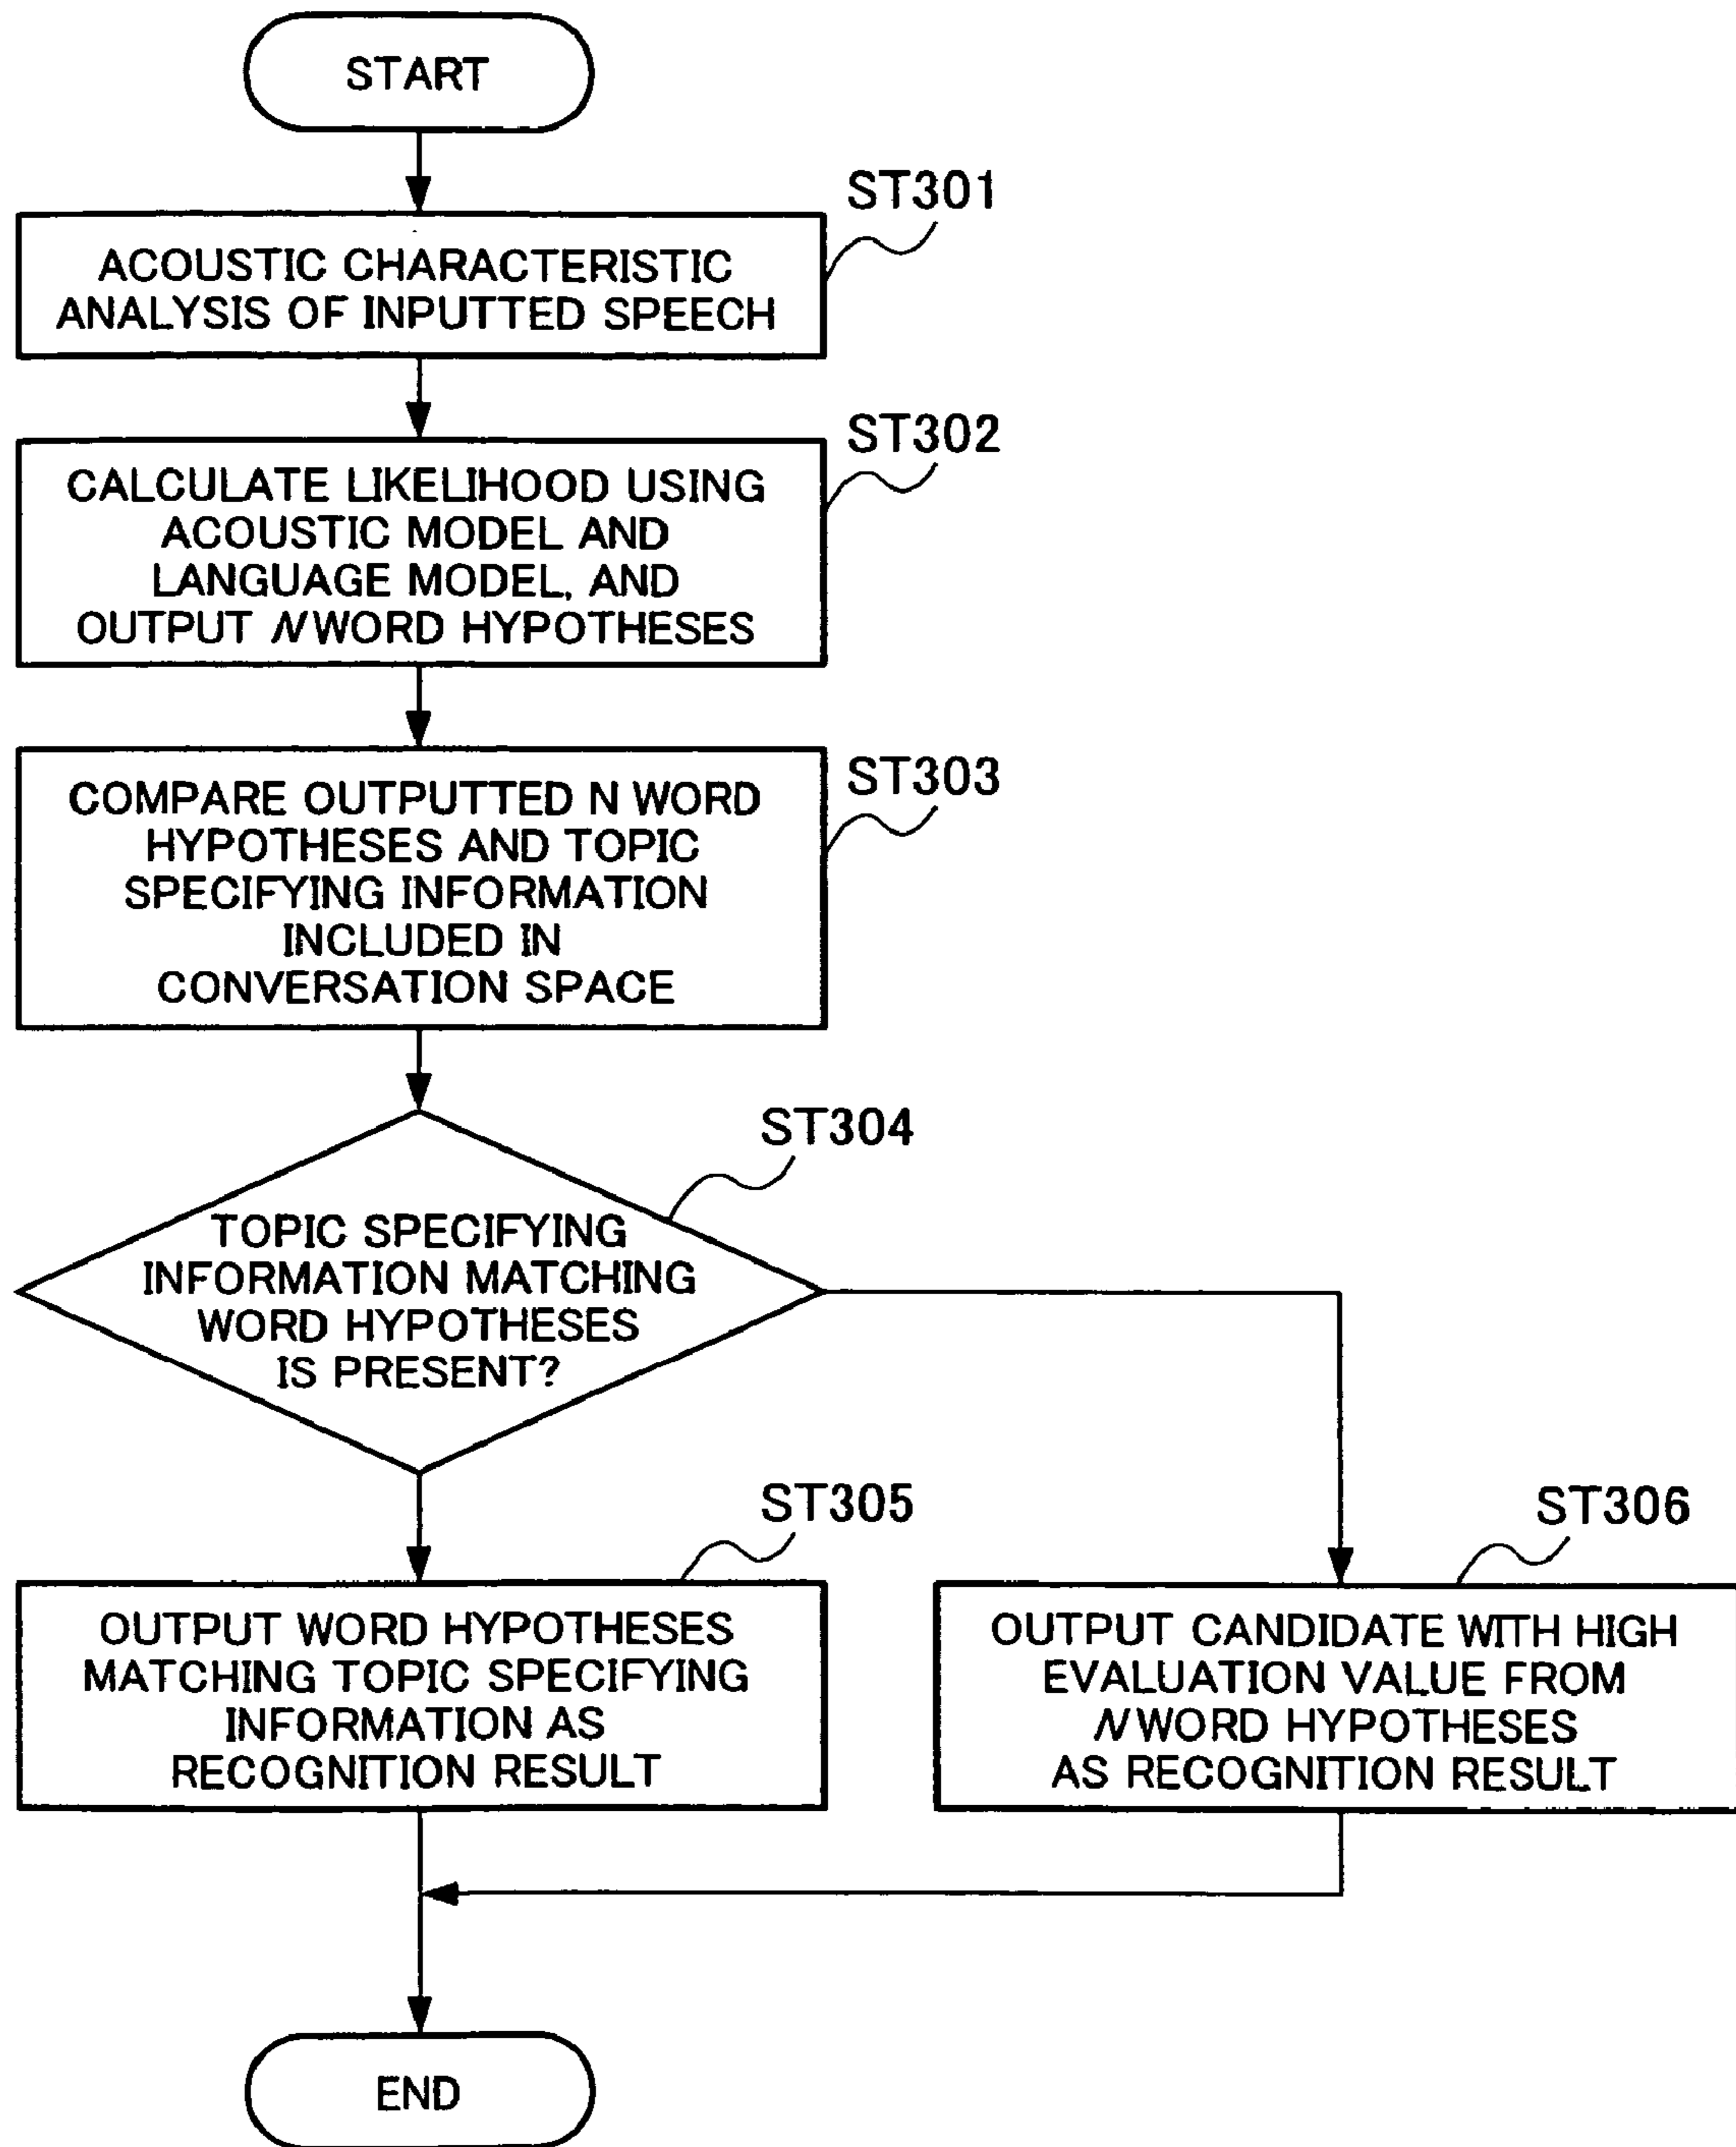 START
ST301
ACOUSTIC CHARACTERISTIC
ANALYSIS OF INPUTTED SPEECH
ST302
CALCULATE LIKELIHOOD USING
ACOUSTIC MODEL AND
LANGUAGE MODEL, AND
OUTPUT N WORD HYPOTHESES
ST303
COMPARE OUTPUTTED N WORD
HYPOTHESES AND TOPIC
SPECIFYING INFORMATION
INCLUDED IN
CONVERSATION SPACE
ST304
TOPIC SPECIFYING
INFORMATION MATCHING
WORD HYPOTHESES
IS PRESENT?
ST305
OUTPUT WORD HYPOTHESES
MATCHING TOPIC SPECIFYING
INFORMATION AS
RECOGNITION RESULT
ST306
OUTPUT CANDIDATE WITH HIGH
EVALUATION VALUE FROM
N WORD HYPOTHESES
AS RECOGNITION RESULT
END